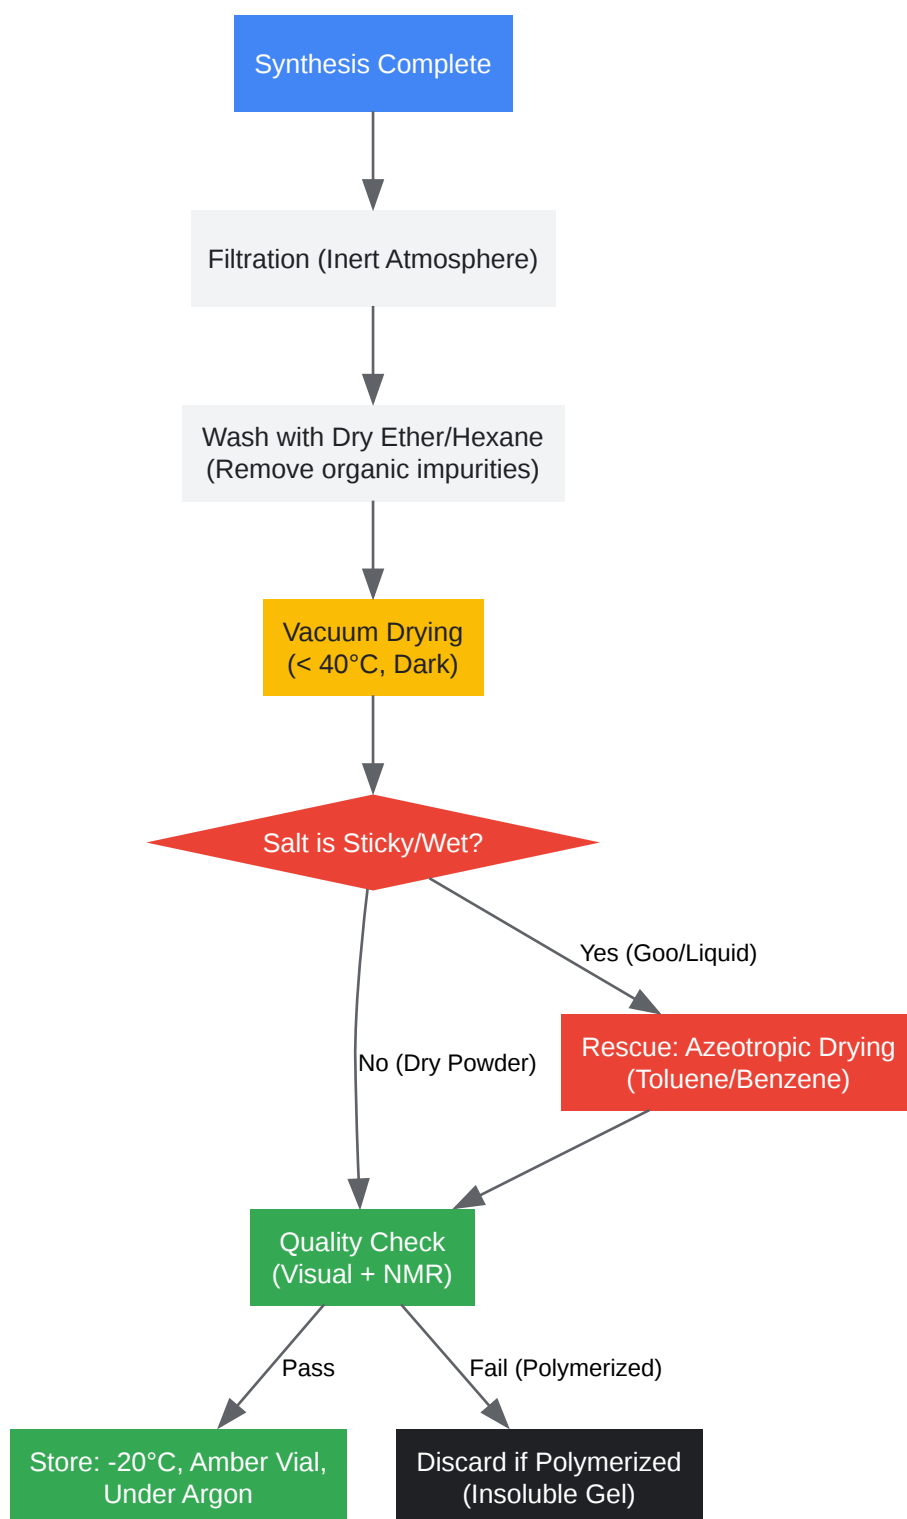 Synthesis Complete
Filtration (Inert Atmosphere)
Wash with Dry Ether/Hexane
(Remove organic impurities)
Vacuum Drying
(< 40°C, Dark)
Salt is Sticky/Wet?
Yes (Goo/Liquid)
Rescue: Azeotropic Drying
(Toluene/Benzene)
No (Dry Powder)
Quality Check
(Visual + NMR)
Pass
Fail (Polymerized)
Store: -20°C, Amber Vial,
Under Argon
Discard if Polymerized
(Insoluble Gel)